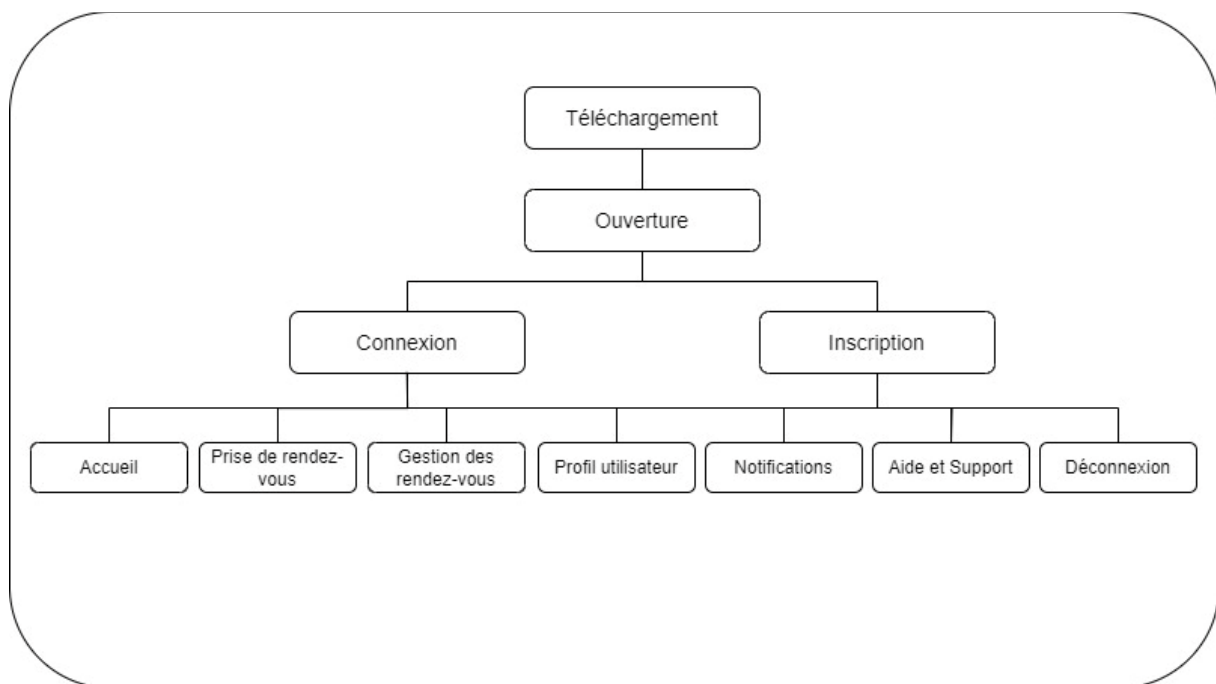 Téléchargement
Ouverture
Connexion
Inscription
Accueil
Prise de rendez-
vous
Gestion des
rendez-vous
Profil utilisateur
Notifications
Aide et Support
Déconnexion